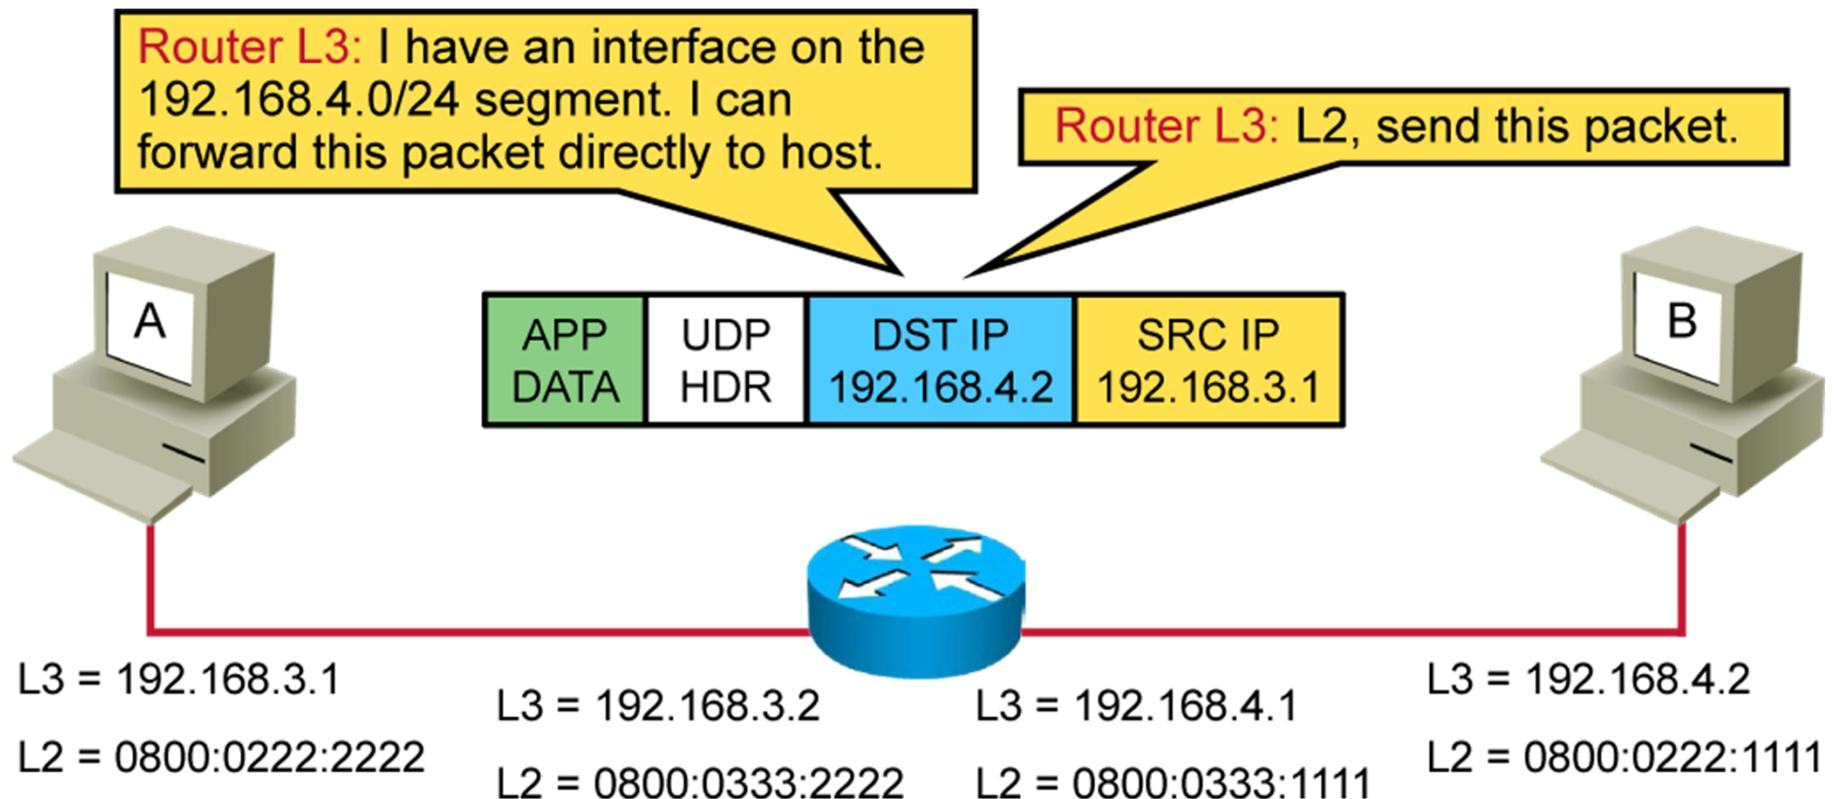 Router L3: I have an interface on the
192.168.4.0/24 segment. I can
forward this packet directly to host.
Router L3: L2, send this packet.
A
B
APP
DATA
UDP
HDR
DST IP
192.168.4.2
SRC IP
192.168.3.1
L3 = 192.168.3.1
L2 = 0800:0222:2222
L3 = 192.168.3.2
L2 = 0800:0333:2222
L3 = 192.168.4.1
L2 = 0800:0333:1111
L3 = 192.168.4.2
L2 = 0800:0222:1111